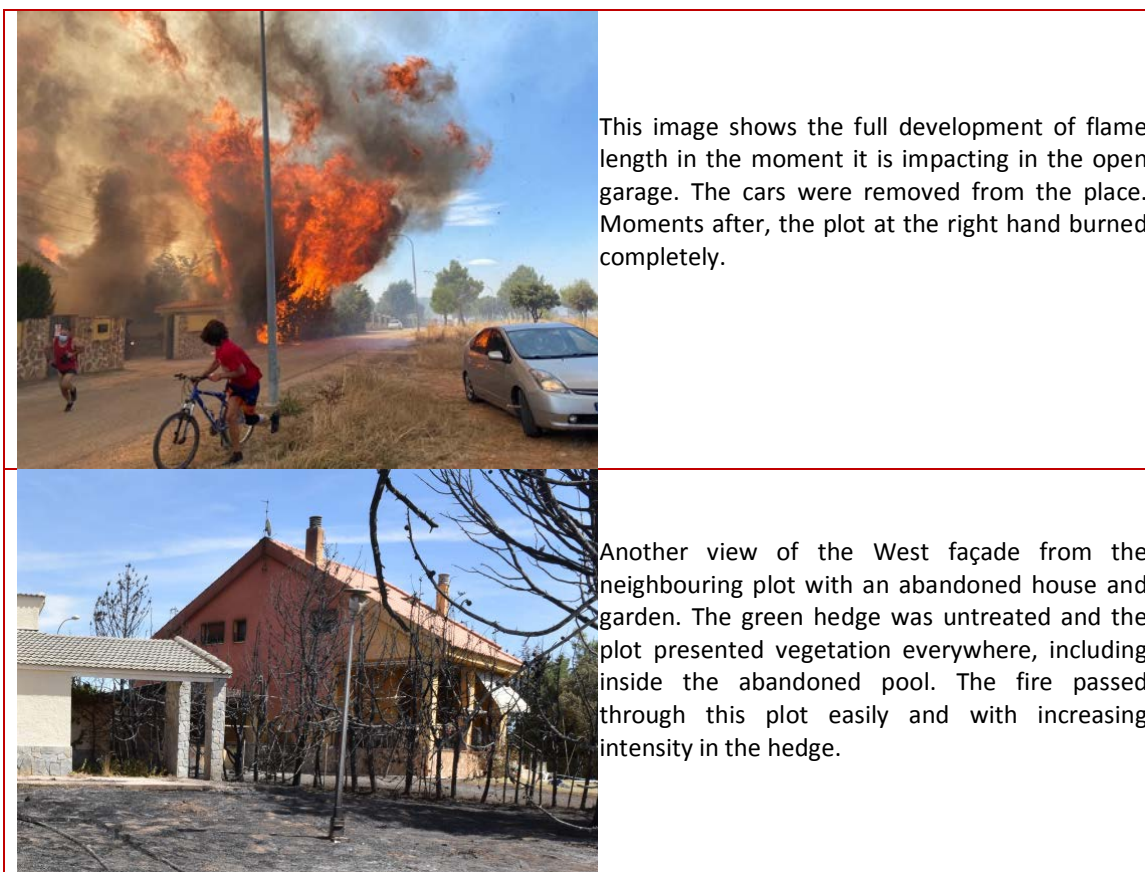 This image shows the full development of flame
length in the moment it is impacting in the open
garage. The cars were removed from the place.
Moments after, the plot at the right hand burned
completely.
Another view of the West façade from the
neighbouring plot with an abandoned house and
garden. The green hedge was untreated and the
plot presented vegetation everywhere, including
inside the abandoned pool. The fire passed
through this plot easily and with increasing
intensity in the hedge.